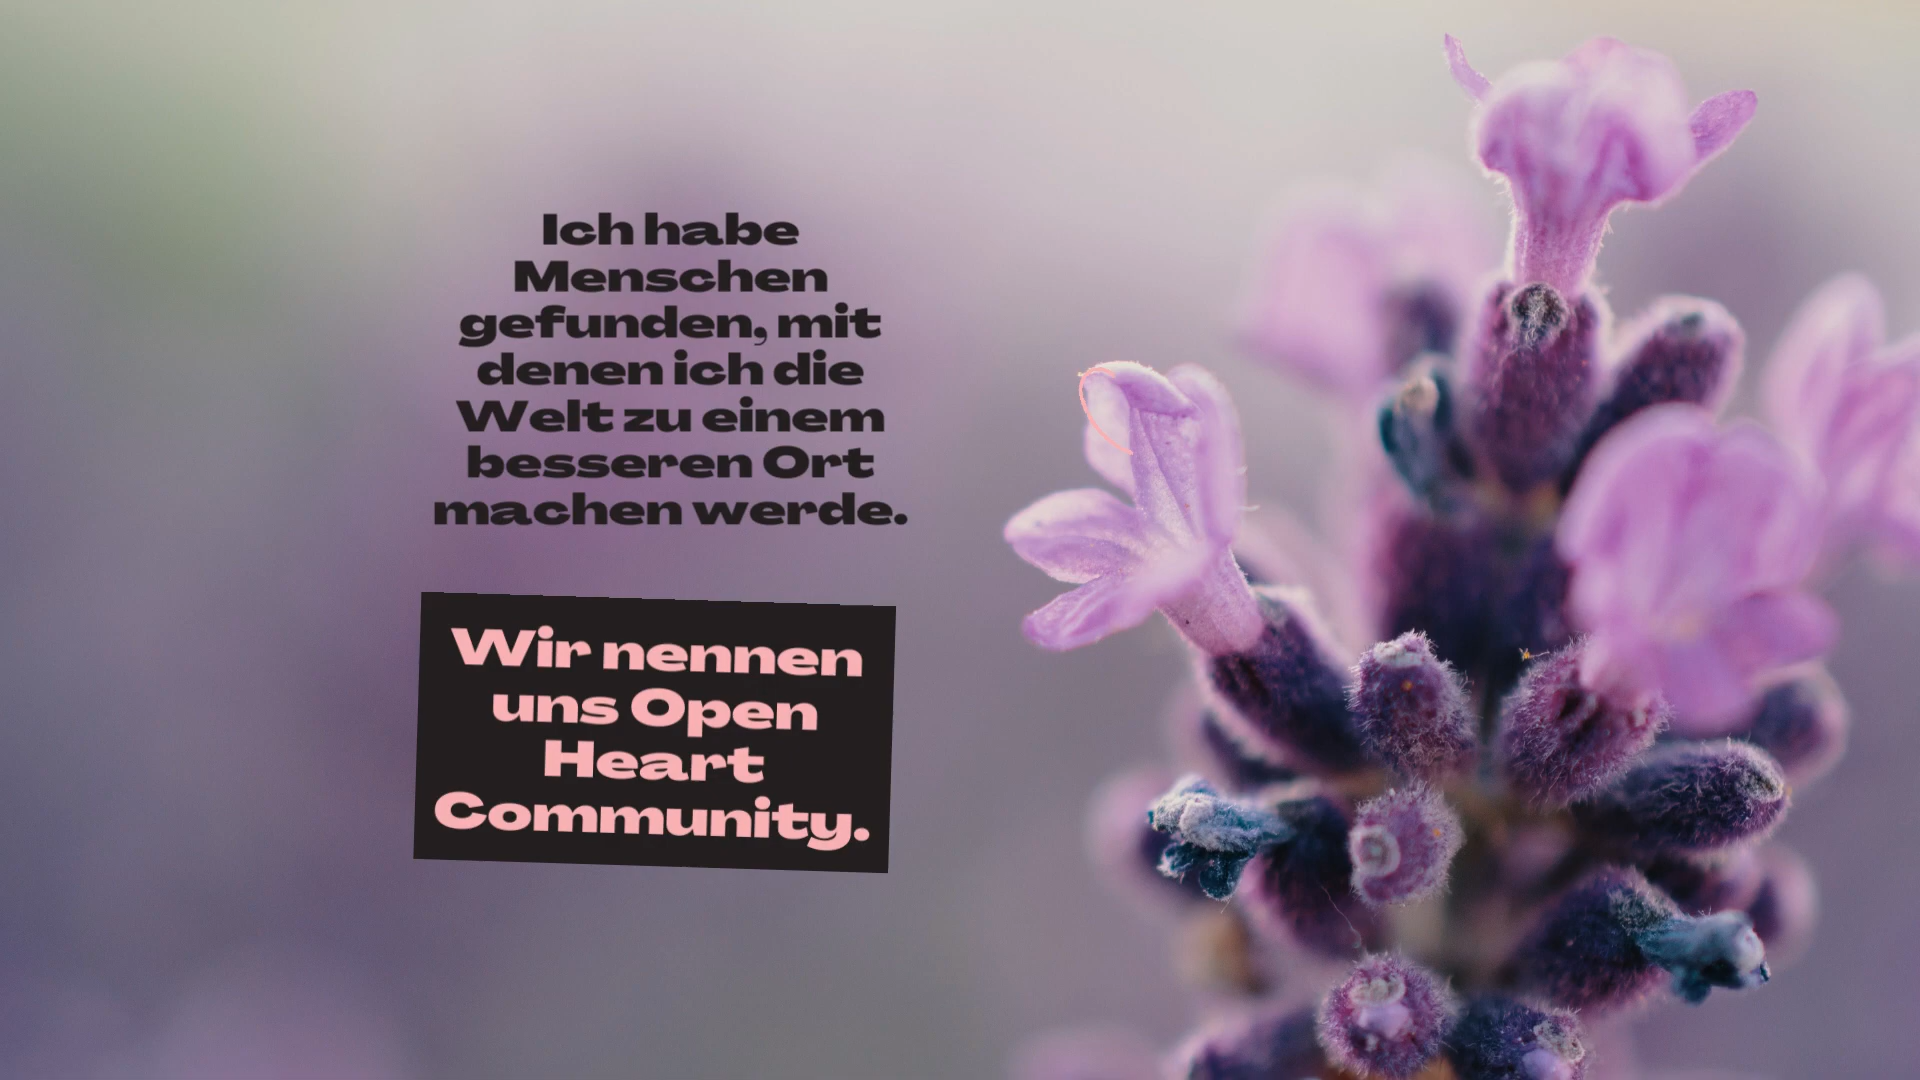 Ich habe
Menschen
gefunden, mit
denen ich die
Welt zu einem
besseren Ort
machen werde.
Wir nennen
uns Open
Heart
Community.